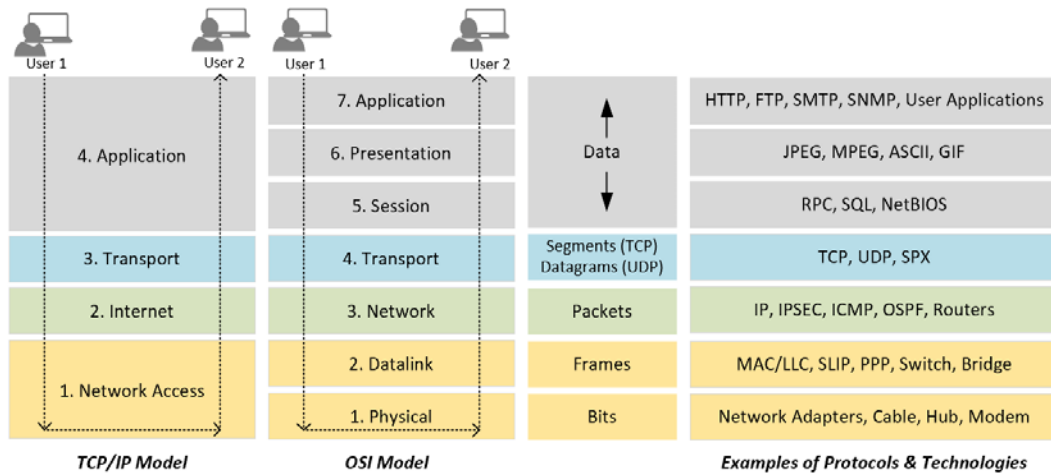 User 1
User 2
User 1
User 2
4. Application
7. Application
6. Presentation
5. Session
Data
HTTP, FTP, SMTP, SNMP, User Applications
JPEG, MPEG, ASCII, GIF
RPC, SQL, NetBIOS
3. Transport
4. Transport
Segments (TCP)
Datagrams (UDP)
TCP, UDP, SPX
2. Internet
3. Network
Packets
IP, IPSEC, ICMP, OSPF, Routers
1. Network Access
2. Datalink
Frames
MAC/LLC, SLIP, PPP, Switch, Bridge
1. Physical
Bits
Network Adapters, Cable, Hub, Modem
TCP/IP Model
OSI Model
Examples of Protocols & Technologies